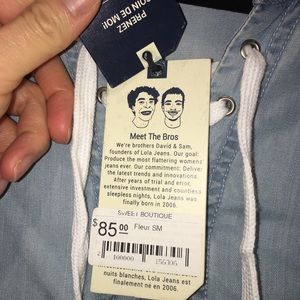 PRENEZ
SOIN DE MOI!
Meet The Bros
We're brothers David & Sam,
founders of Lola Jeans. Our goal:
Produce the most flattering womens'
jeans ever. Our commitment: Deliver
the latest trends and innovations.
After years of trial and error,
extensive investment and countless
sleepless nights, Lola Jeans was
finally born in 2006.
SWEET BOUTIQUE
$85.00 Fleur SM
2 100000 156306
nuits blanches, Lola Jeans est
finalement né en 2006.